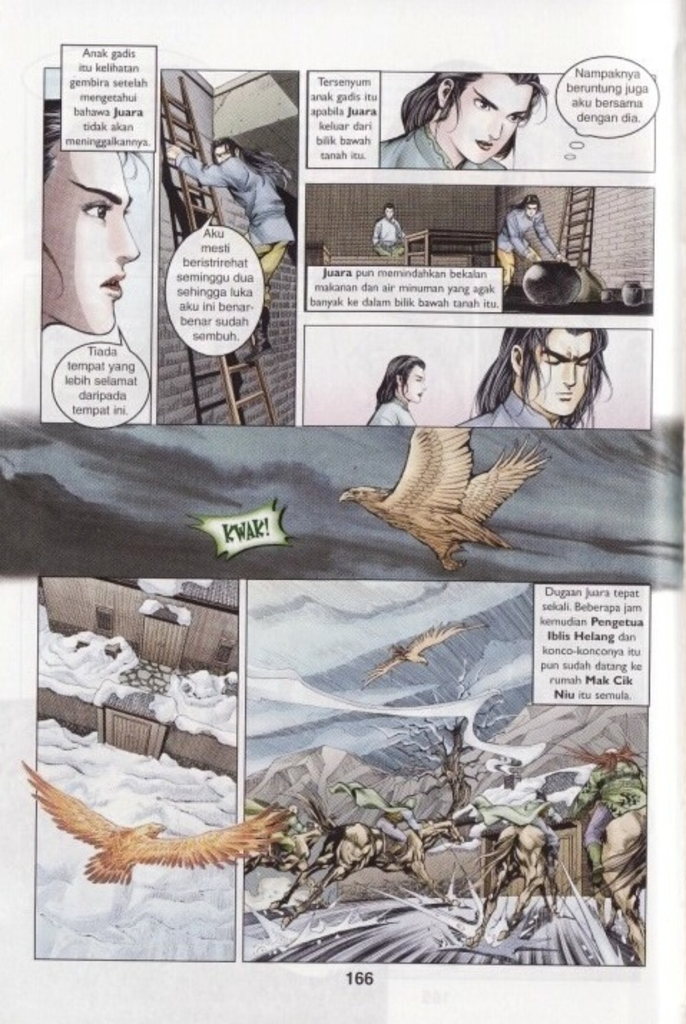 Anak gadis
itu kelihatan
gembira setelah
mengetahui
bahawa Juara
tidak akan
meninggalkannya.
Tiada
tempat yang
lebih selamat
daripada
tempat ini.
Aku
mesti
beristrirehat
seminggu dua
sehingga luka
aku ini benar-
benar sudah
sembuh.
Tersenyum
anak gadis itu
apabila Juara
keluar dari
bilik bawah
tanah itu.
Nampaknya
beruntung juga
aku bersama
dengan dia.
Juara pun memindahkan bekalan
makanan dan air minuman yang agak
banyak ke dalam bilik bawah tanah itu.
KWAK!
Dugaan Juara tepat
sekali. Beberapa jam
kemudian Pengetua
Iblis Helang dan
konco-konconya itu
pun sudah datang ke
rumah Mak Cik
Niu itu semula.
166